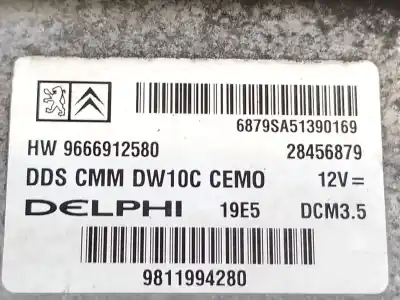 6879SA51390169
HW 9666912580 28456879
DDS CMM DW10C CEMO 12V=
DELPHI 19E5 DCM3.5
9811994280